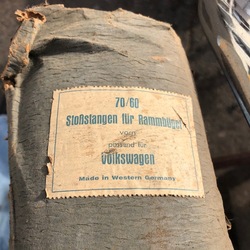 70/60
Stoßstangen für Rammbügel
vorn
passend für
Volkswagen
Made in Western Germany